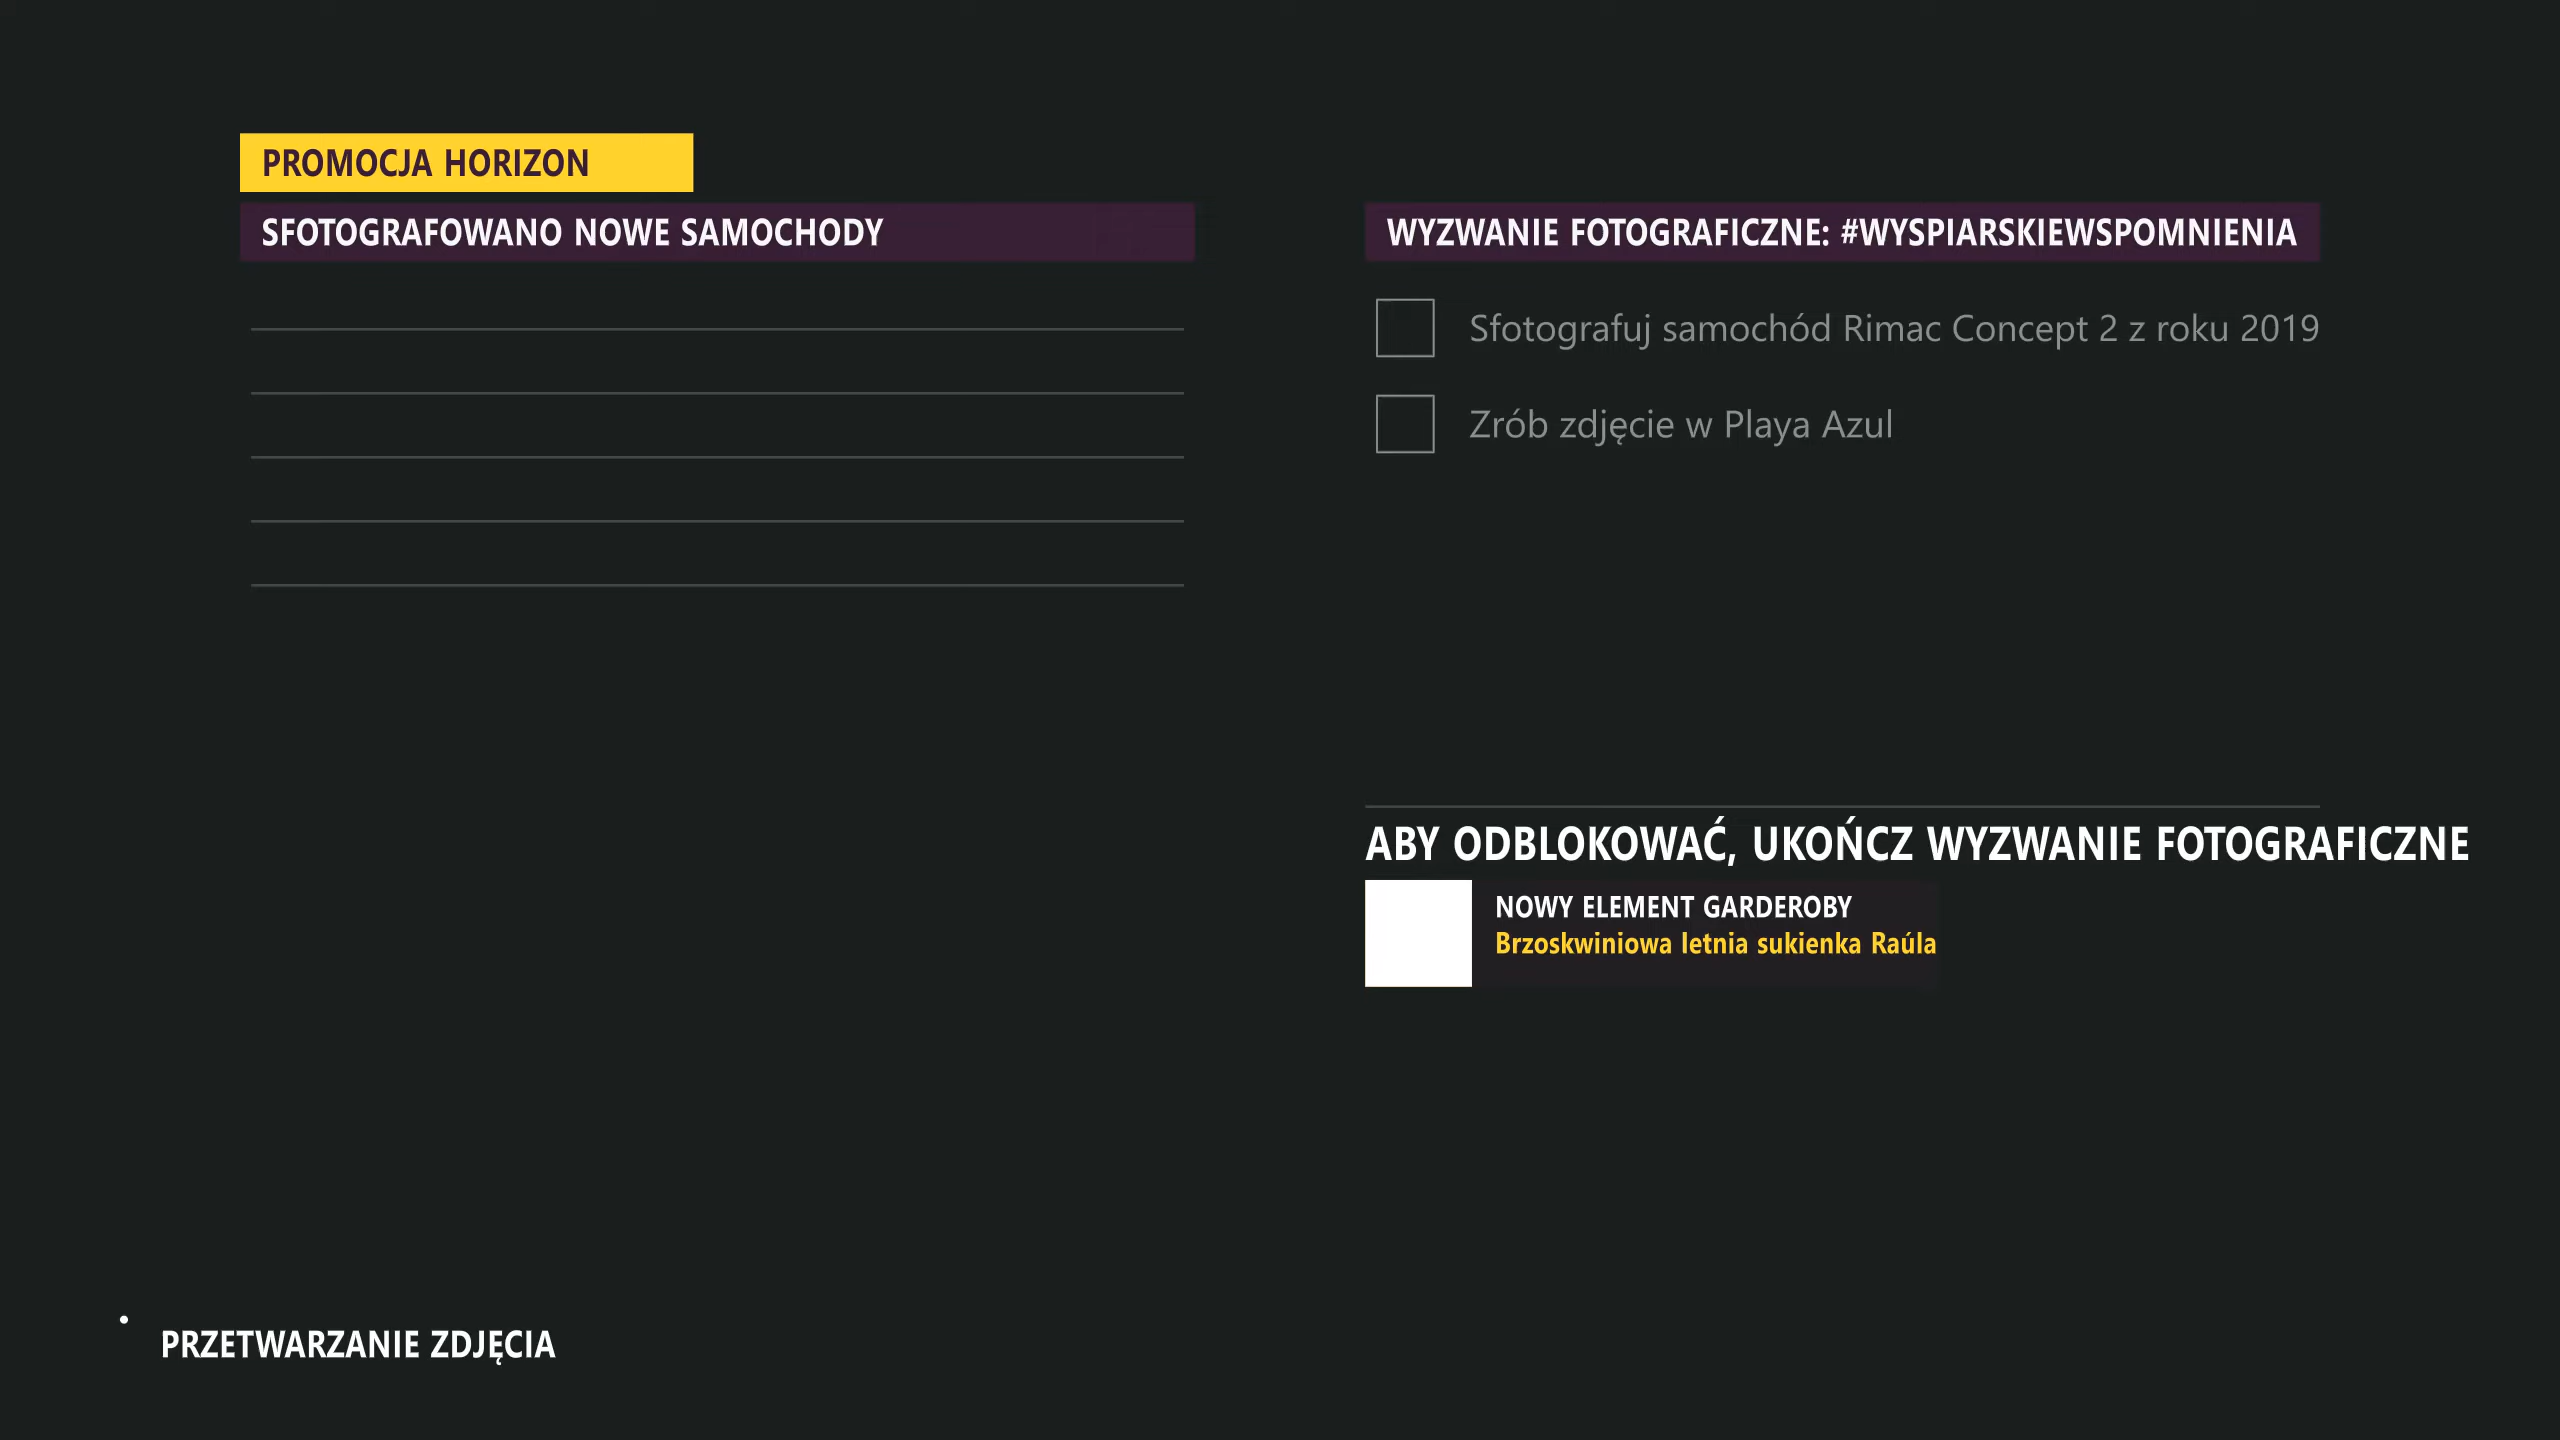 PROMOCJA HORIZON
SFOTOGRAFOWANO NOWE SAMOCHODY
WYZWANIE FOTOGRAFICZNE: #WYSPIARSKIEWSPOMNIENIA
Sfotografuj samochód Rimac Concept 2 z roku 2019
Zrób zdjęcie w Playa Azul
ABY ODBLOKOWAĆ, UKOŃCZ WYZWANIE FOTOGRAFICZNE
NOWY ELEMENT GARDEROBY
Brzoskwiniowa letnia sukienka Raúla
PRZETWARZANIE ZDJĘCIA